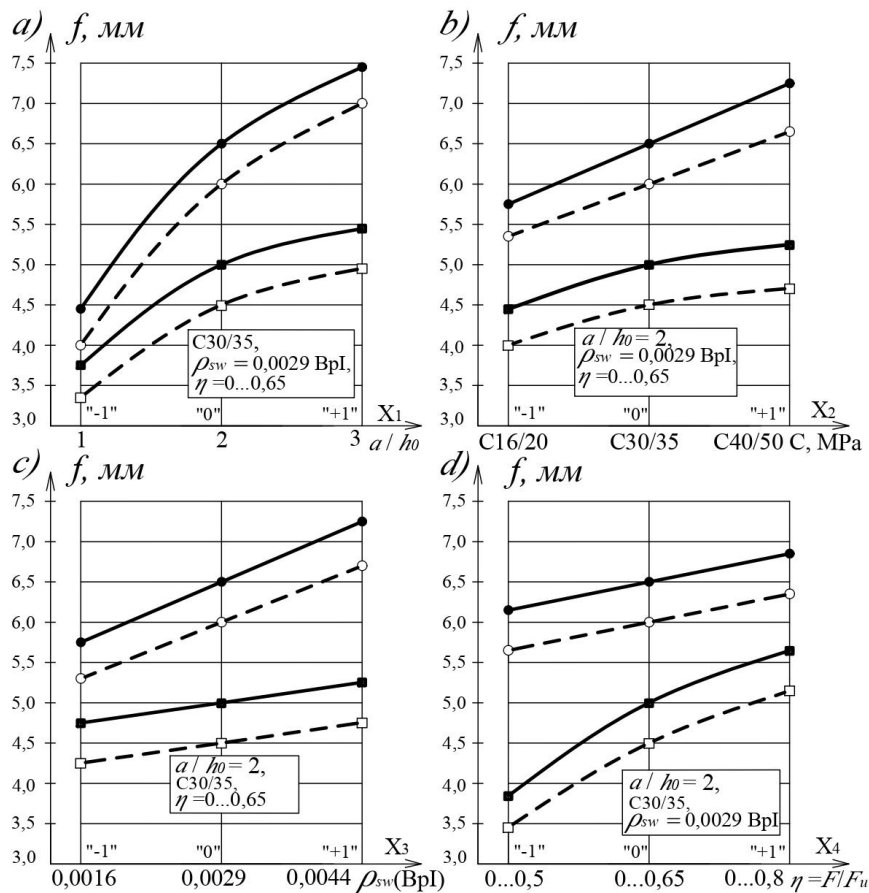 a) f, мм
7,5
7,0
6,5
6,0
5,5
5,0
4,5
4,0
3,5
3,0
C30/35,
ρsw = 0,0029 BpI,
η = 0...0,65
"-1" "0" "+1" X1
1 2 3 a / h0
b) f, мм
7,5
7,0
6,5
6,0
5,5
5,0
4,5
4,0
3,5
3,0
a / h0 = 2,
ρsw = 0,0029 BpI,
η = 0...0,65
"-1" "0" "+1" X2
C16/20 C30/35 C40/50 C, MPa
c) f, мм
7,5
7,0
6,5
6,0
5,5
5,0
4,5
4,0
3,5
3,0
a / h0 = 2,
C30/35,
η = 0...0,65
"-1" "0" "+1" X3
0,0016 0,0029 0,0044 ρsw(BpI)
d) f, мм
7,5
7,0
6,5
6,0
5,5
5,0
4,5
4,0
3,5
3,0
a / h0 = 2,
C30/35,
ρsw = 0,0029 BpI
"-1" "0" "+1" X4
0...0,5 0...0,65 0...0,8 η = F/Fu